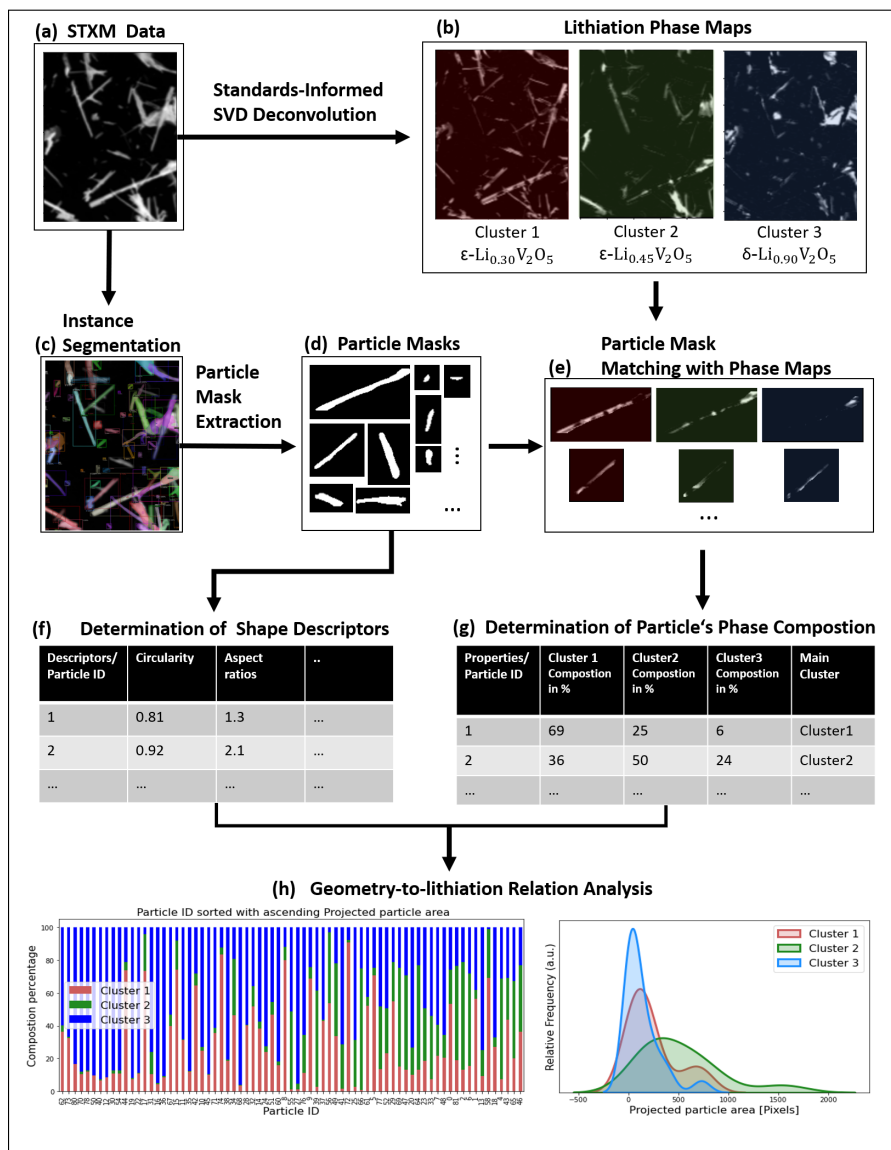 (a) STXM Data
(b) Lithiation Phase Maps
Standards-Informed
SVD Deconvolution
Cluster 1
ε-Li₀.₃₀V₂O₅
Cluster 2
ε-Li₀.₄₅V₂O₅
Cluster 3
δ-Li₀.₉₀V₂O₅
Instance
(c) Segmentation
Particle
Mask
Extraction
(d) Particle Masks
...
...
Particle Mask
Matching with Phase Maps
(e)
...
(f) Determination of Shape Descriptors
Descriptors/ Particle ID Circularity Aspect ratios ..
1 0.81 1.3 ...
2 0.92 2.1 ...
... ... ... ...
(g) Determination of Particle‘s Phase Compostion
Properties/ Particle ID Cluster 1 Compostion in % Cluster2 Compostion in % Cluster3 Compostion in % Main Cluster
1 69 25 6 Cluster1
2 36 50 24 Cluster2
... ... ... ... ...
(h) Geometry-to-lithiation Relation Analysis
Particle ID sorted with ascending Projected particle area
Compostion percentage
100
80
60
40
20
0
Cluster 1
Cluster 2
Cluster 3
Particle ID
Relative Frequency (a.u.)
Cluster 1
Cluster 2
Cluster 3
−500 0 500 1000 1500 2000
Projected particle area [Pixels]